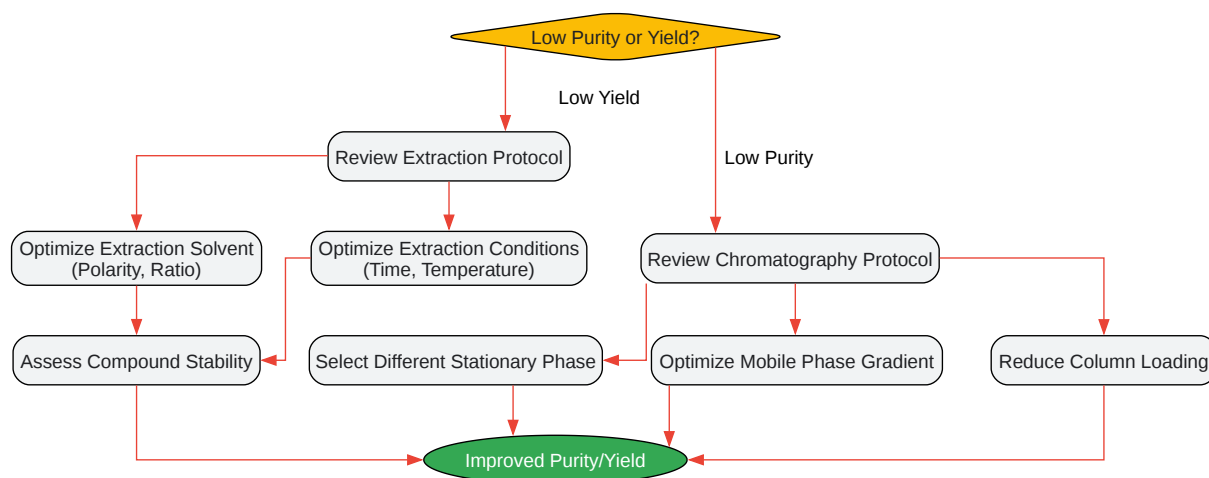 Low Purity or Yield?
Low Yield
Review Extraction Protocol
Low Purity
Optimize Extraction Solvent
(Polarity, Ratio)
Optimize Extraction Conditions
(Time, Temperature)
Review Chromatography Protocol
Assess Compound Stability
Select Different Stationary Phase
Optimize Mobile Phase Gradient
Reduce Column Loading
Improved Purity/Yield